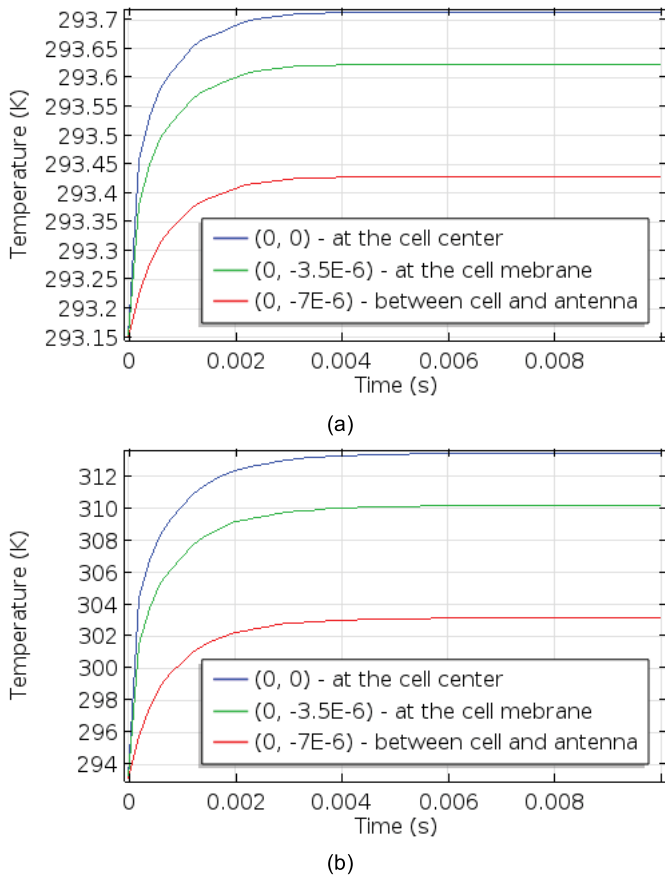 293.7
293.65
293.6
293.55
293.5
293.45
293.4
293.35
293.3
293.25
293.2
293.15
Temperature (K)
(0, 0) - at the cell center
(0, -3.5E-6) - at the cell mebrane
(0, -7E-6) - between cell and antenna
0 0.002 0.004 0.006 0.008
Time (s)
(a)
312
310
308
306
304
302
300
298
296
294
Temperature (K)
(0, 0) - at the cell center
(0, -3.5E-6) - at the cell mebrane
(0, -7E-6) - between cell and antenna
0 0.002 0.004 0.006 0.008
Time (s)
(b)